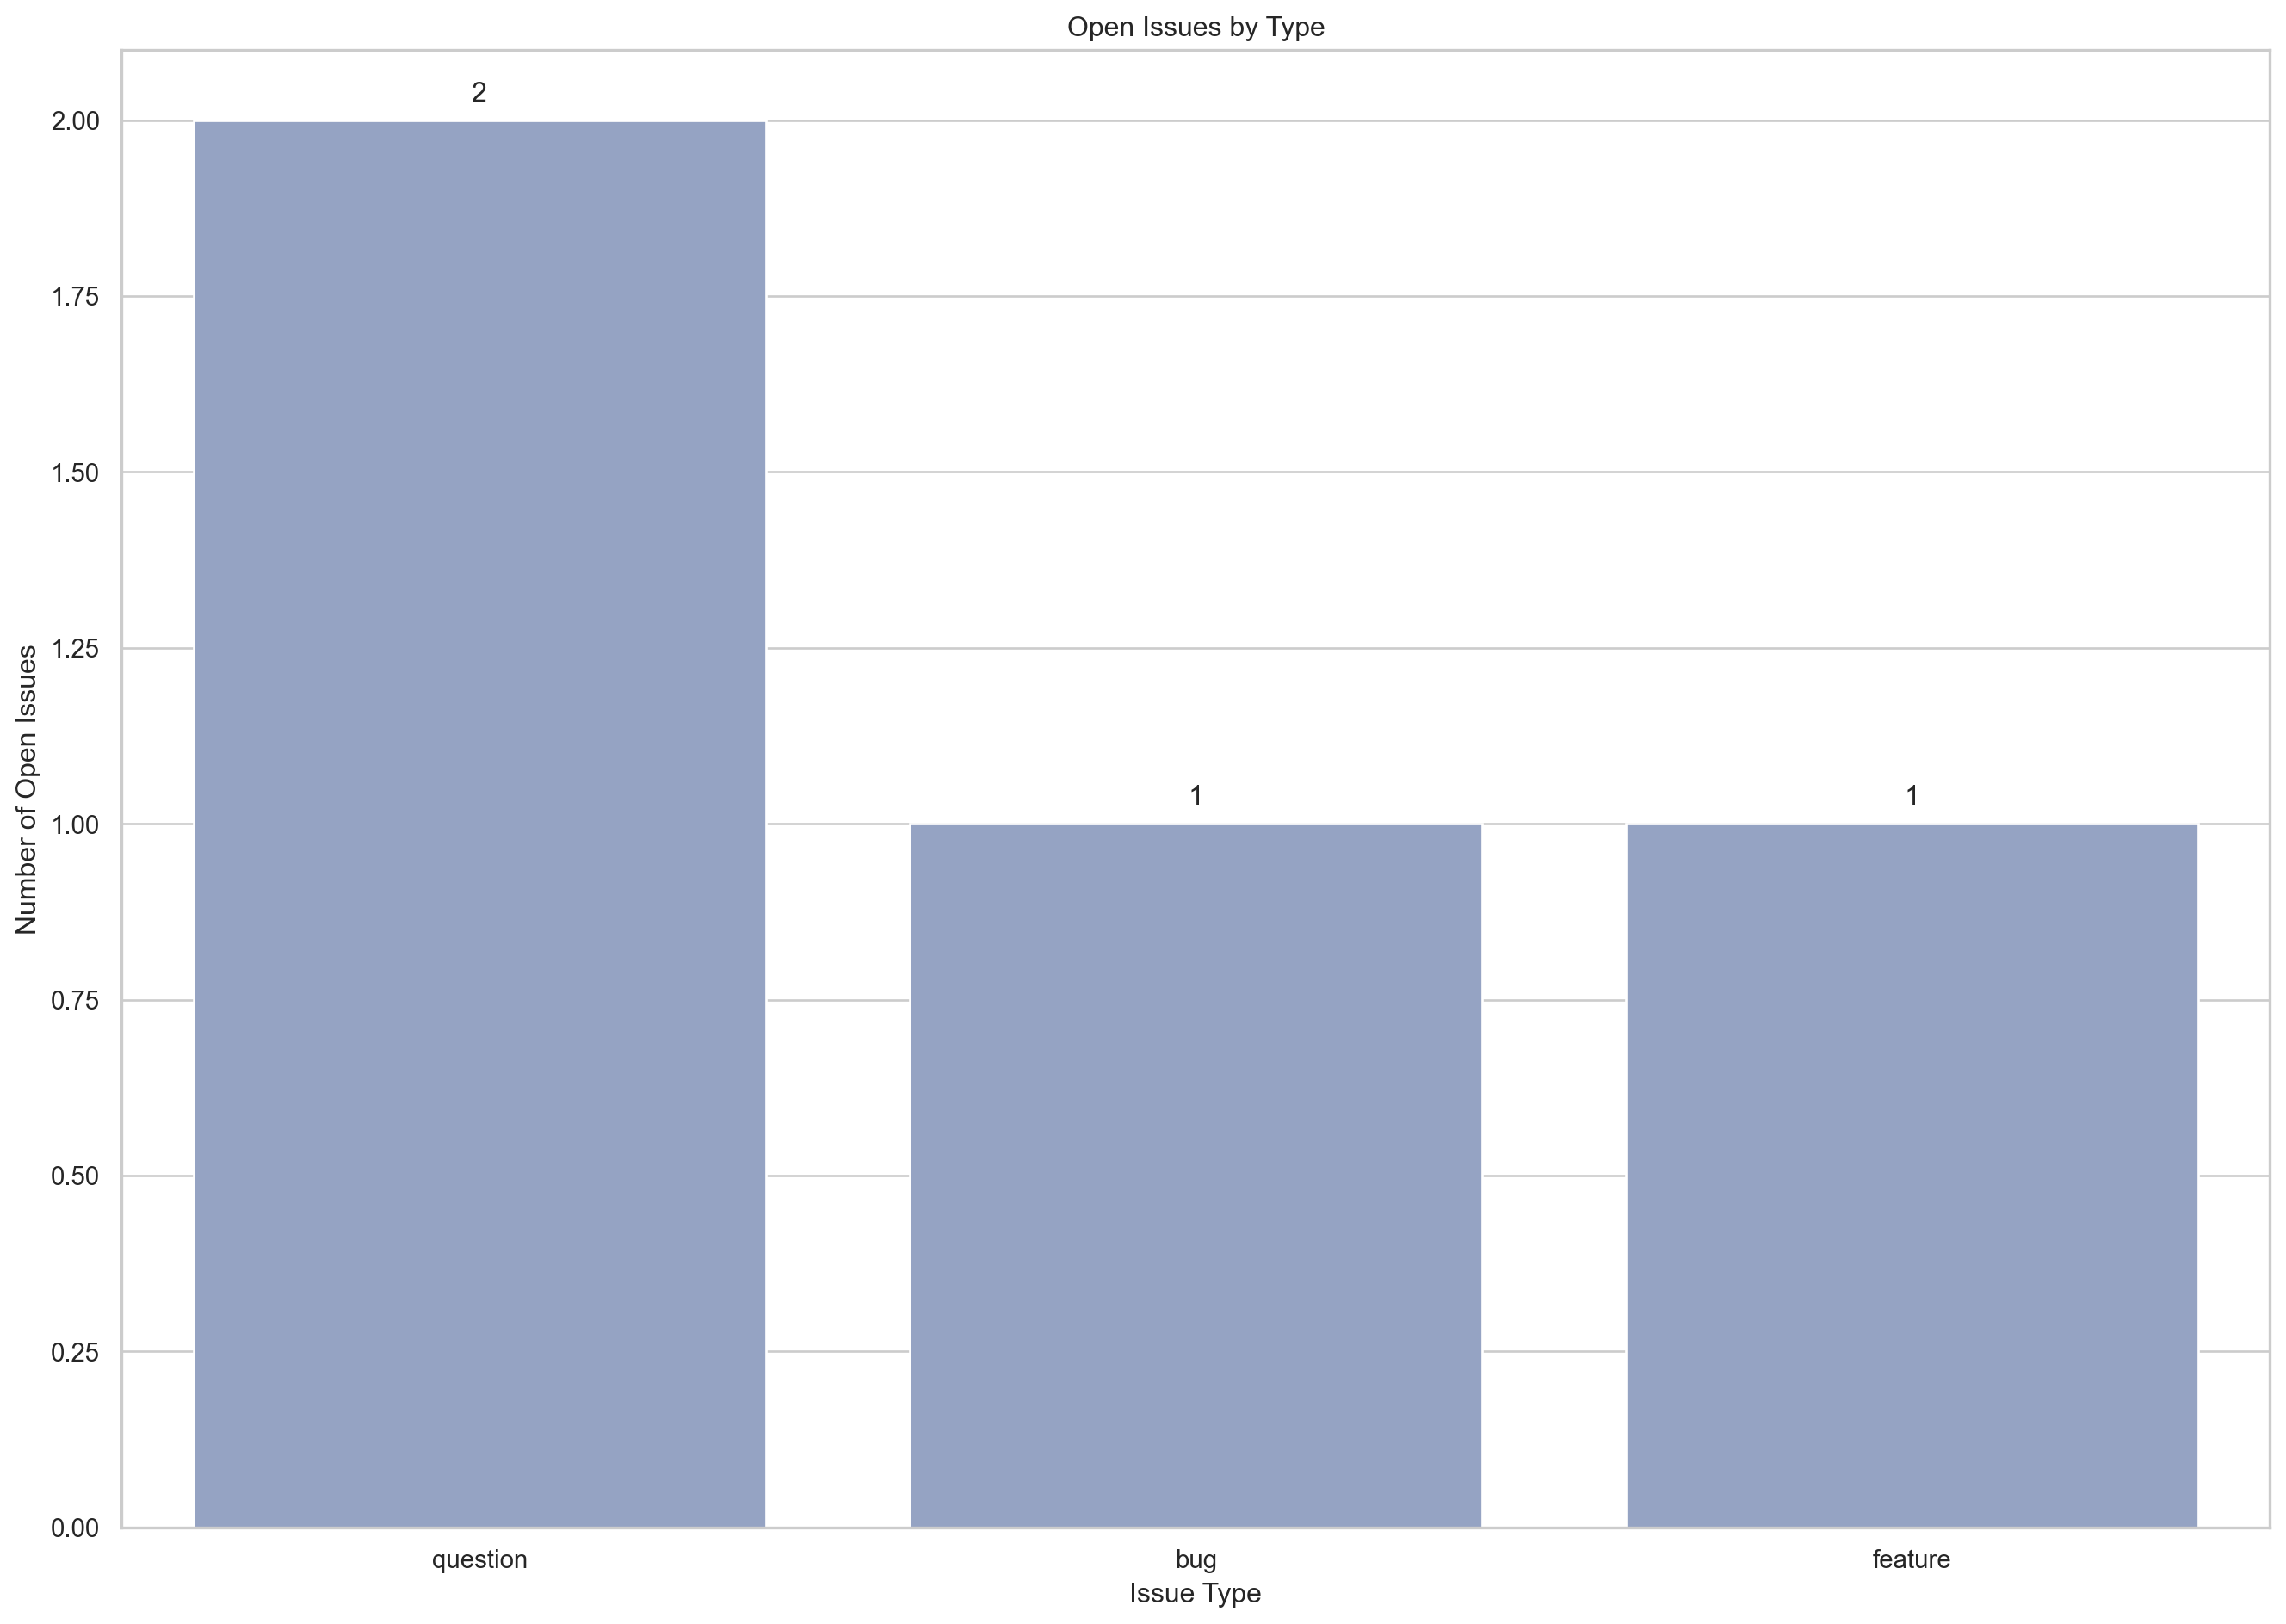 Open Issues by Type
2
2.00
1.75
1.50
1.25
1
1
1.00
0.75
0.50
0.25
0.00
Number of Open Issues
question
bug
feature
Issue Type